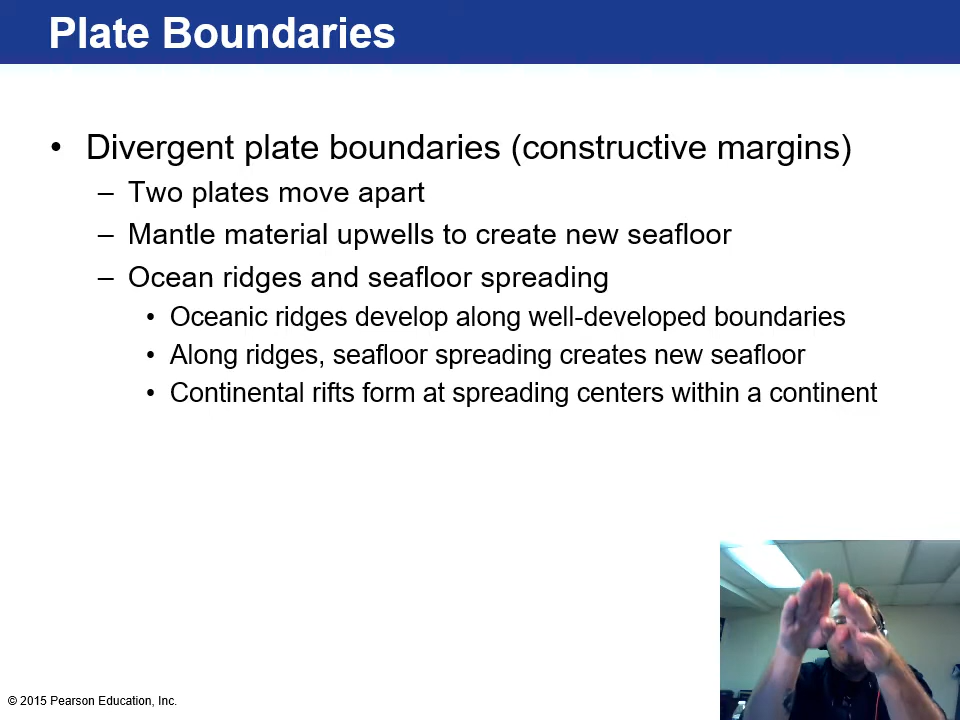 Plate Boundaries
• Divergent plate boundaries (constructive margins)
– Two plates move apart
– Mantle material upwells to create new seafloor
– Ocean ridges and seafloor spreading
• Oceanic ridges develop along well-developed boundaries
• Along ridges, seafloor spreading creates new seafloor
• Continental rifts form at spreading centers within a continent
© 2015 Pearson Education, Inc.